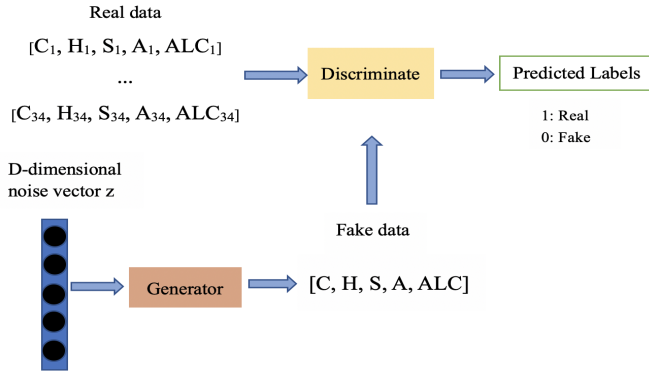 Real data
[C₁, H₁, S₁, A₁, ALC₁]
...
[C₃₄, H₃₄, S₃₄, A₃₄, ALC₃₄]
Discriminate
Predicted Labels
1: Real
0: Fake
D-dimensional
noise vector z
Fake data
Generator
[C, H, S, A, ALC]